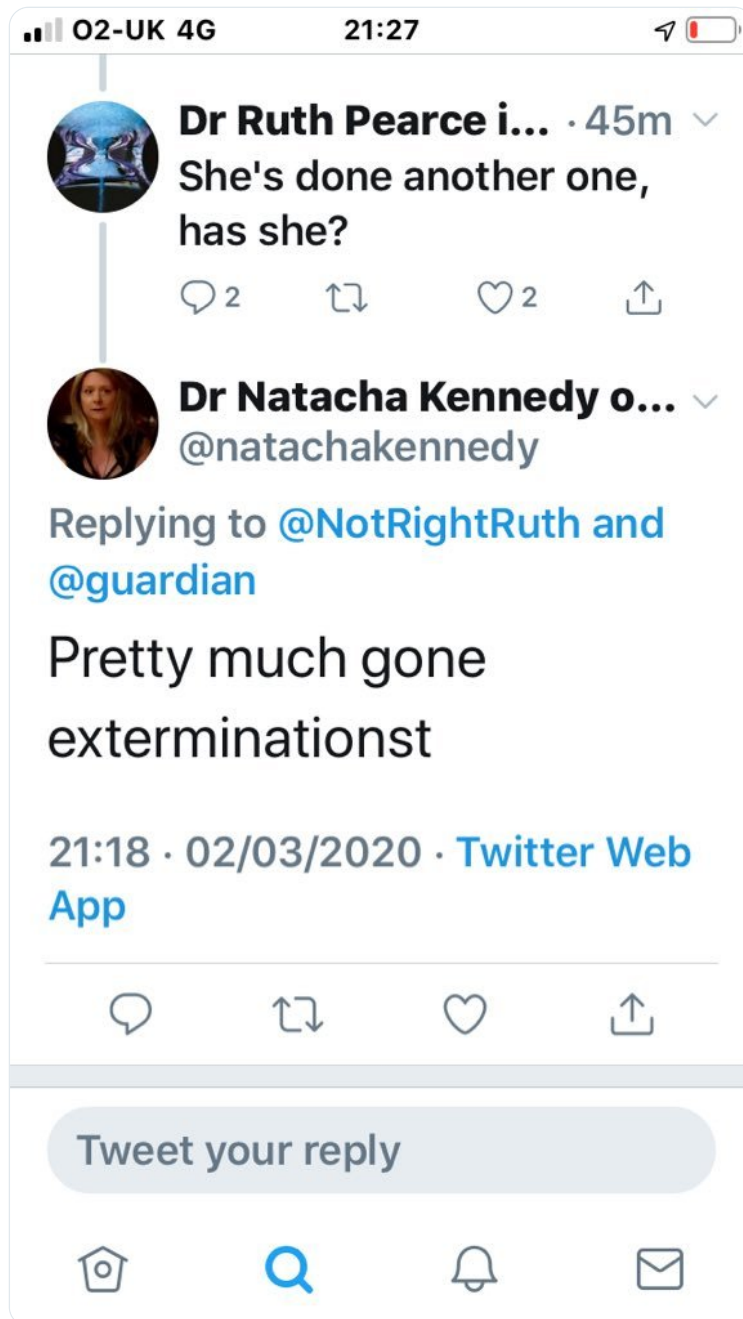 O2-UK 4G 21:27
Dr Ruth Pearce i... · 45m
She's done another one,
has she?
2 2
Dr Natacha Kennedy o...
@natachakennedy
Replying to @NotRightRuth and
@guardian
Pretty much gone
exterminationst
21:18 · 02/03/2020 · Twitter Web
App
Tweet your reply